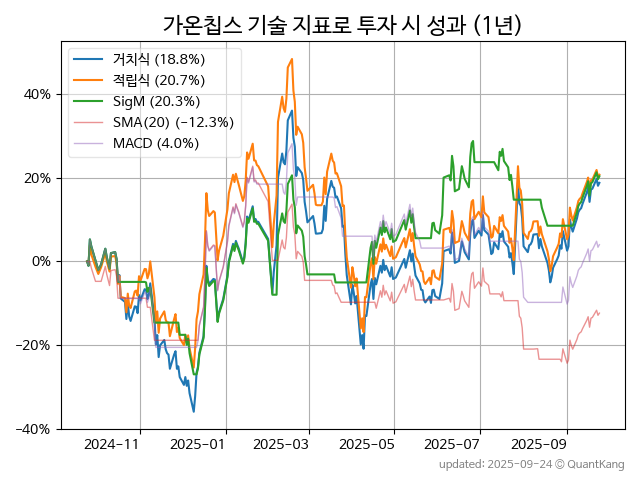 가온칩스 기술 지표로 투자 시 성과 (1년)
거치식 (18.8%)
적립식 (20.7%)
SigM (20.3%)
SMA(20) (−12.3%)
MACD (4.0%)
40%
20%
0%
−20%
−40%
2024-11 2025-01 2025-03 2025-05 2025-07 2025-09
updated: 2025-09-24 © QuantKang